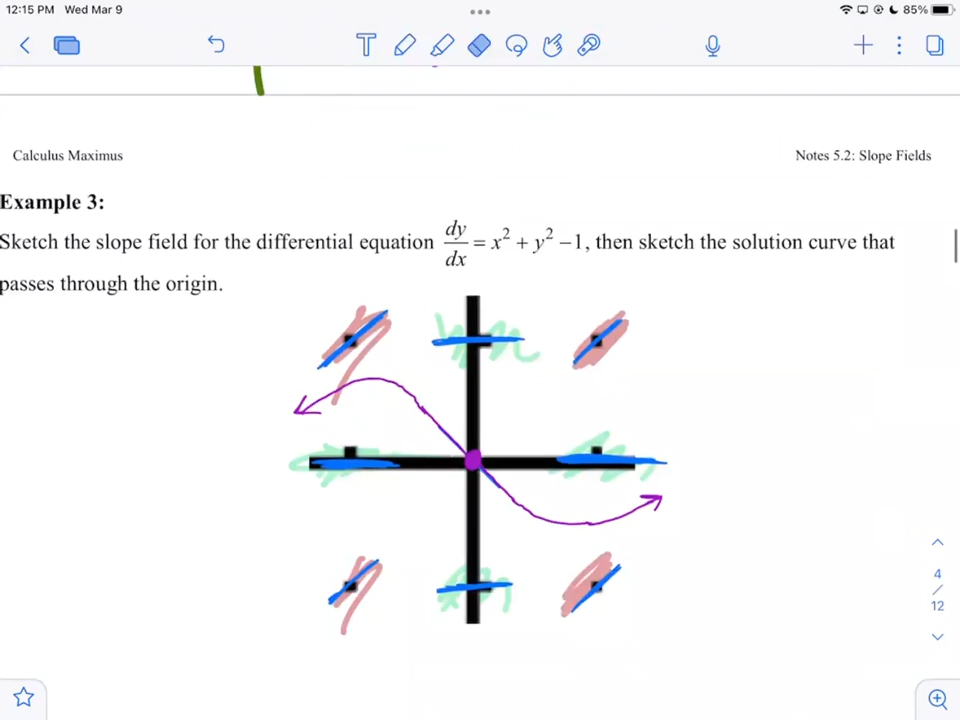 12:15 PM Wed Mar 9 85%
T
Calculus Maximus Notes 5.2: Slope Fields
Example 3:
Sketch the slope field for the differential equation dy/dx = x² + y² − 1, then sketch the solution curve that
passes through the origin.
4
/
12